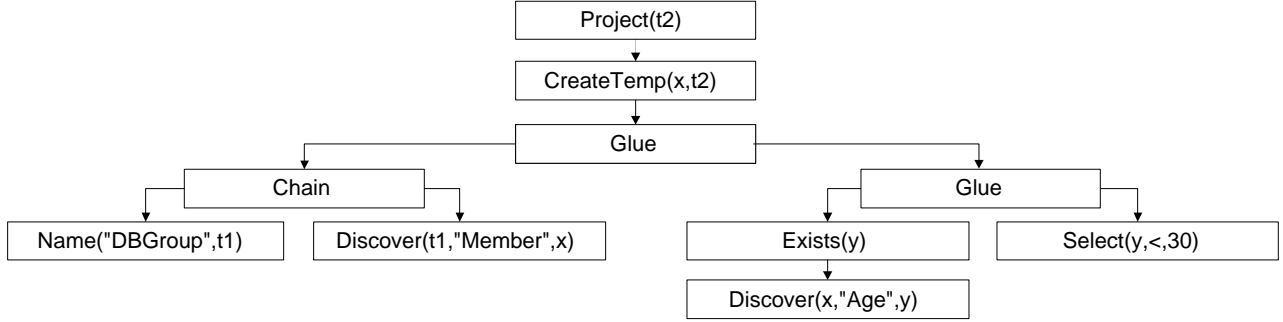 Project(t2)
CreateTemp(x,t2)
Glue
Chain
Glue
Name("DBGroup",t1)
Discover(t1,"Member",x)
Exists(y)
Select(y,<,30)
Discover(x,"Age",y)